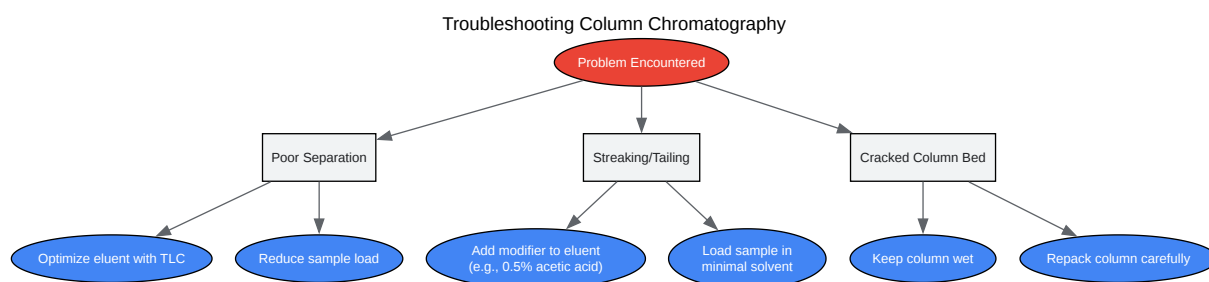 Troubleshooting Column Chromatography
Problem Encountered
Poor Separation
Streaking/Tailing
Cracked Column Bed
Optimize eluent with TLC
Reduce sample load
Add modifier to eluent
(e.g., 0.5% acetic acid)
Load sample in
minimal solvent
Keep column wet
Repack column carefully